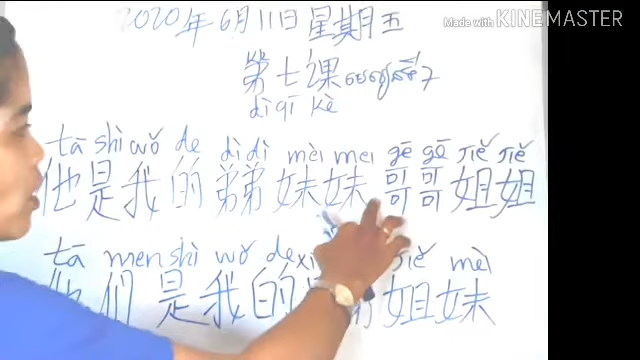 Made with KINEMASTER
2020年6月11日星期五
第七课 មេរៀនទី7
dì qī kè
tā shì wǒ de dìdì mèi mei gē gē Jiě Jiě
他是我的弟弟妹妹哥哥姐姐
tā men shì wǒ de xi Jiě mèi
他们是我的 弟姐妹